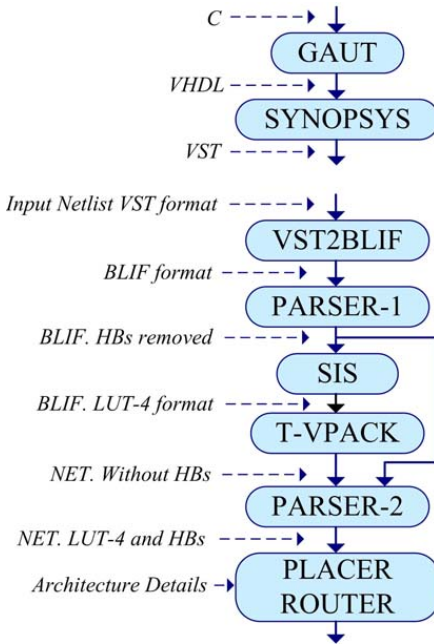 C
GAUT
VHDL
SYNOPSYS
VST
Input Netlist VST format
VST2BLIF
BLIF format
PARSER-1
BLIF. HBs removed
SIS
BLIF. LUT-4 format
T-VPACK
NET. Without HBs
PARSER-2
NET. LUT-4 and HBs
PLACER
Architecture Details
ROUTER